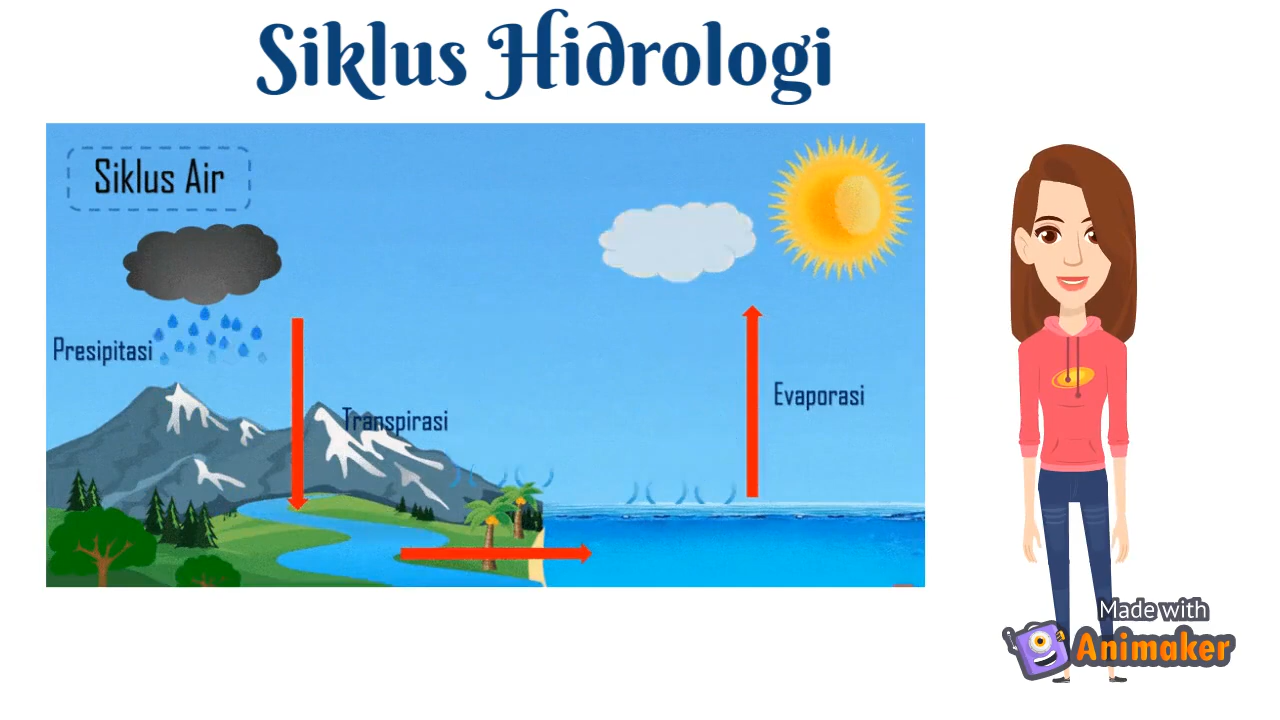 Siklus Hidrologi
Siklus Air
Presipitasi
Transpirasi
Evaporasi
Made with
Animaker